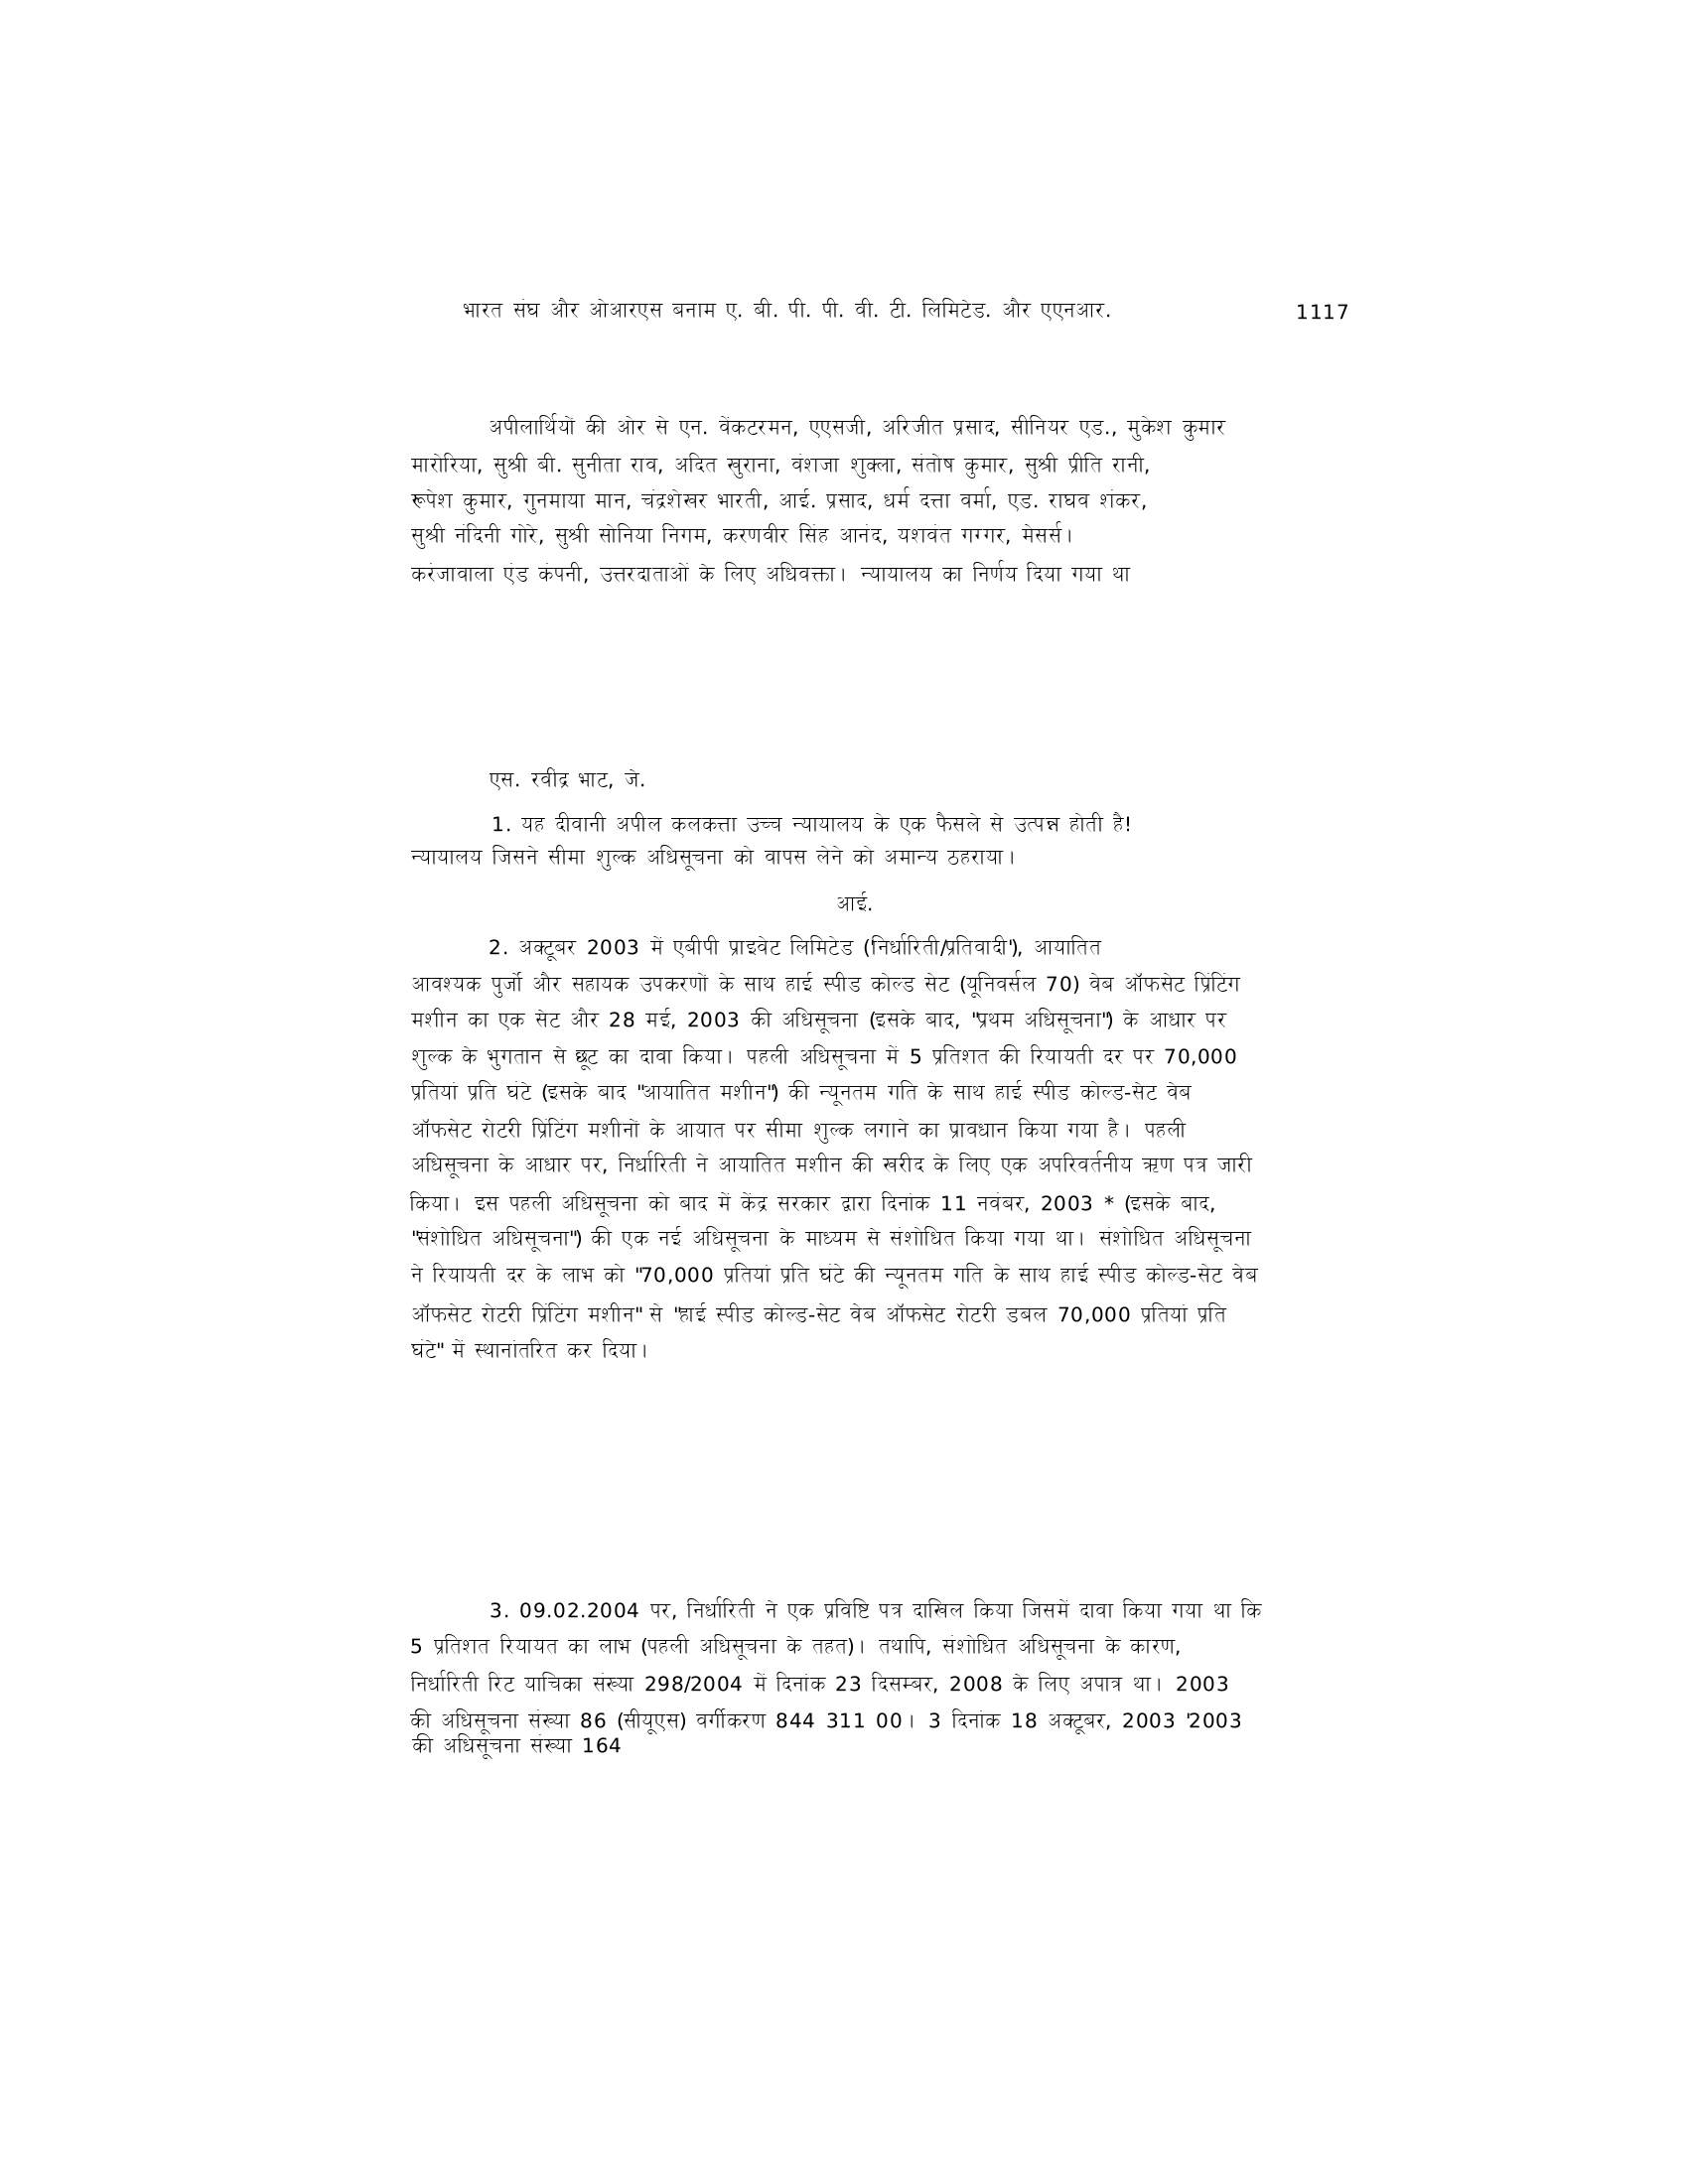 भारत संघ और ओआरएस बनाम ए. बी. पी. पी. वी. टी. लिमिटेड. और एएनआर. 1117
अपीलार्थियों की ओर से एन. वेंकटरमन, एएसजी, अरिजीत प्रसाद, सीनियर एड., मुकेश कुमार
मारोरिया, सुश्री बी. सुनीता राव, अदित खुराना, वंशजा शुक्ला, संतोष कुमार, सुश्री प्रीति रानी,
रूपेश कुमार, गुनमाया मान, चंद्रशेखर भारती, आई. प्रसाद, धर्म दत्ता वर्मा, एड. राघव शंकर,
सुश्री नंदिनी गोरे, सुश्री सोनिया निगम, करणवीर सिंह आनंद, यशवंत गग्गर, मेसर्स।
करंजावाला एंड कंपनी, उत्तरदाताओं के लिए अधिवक्ता। न्यायालय का निर्णय दिया गया था
एस. रवींद्र भाट, जे.
1. यह दीवानी अपील कलकत्ता उच्च न्यायालय के एक फैसले से उत्पन्न होती है!
न्यायालय जिसने सीमा शुल्क अधिसूचना को वापस लेने को अमान्य ठहराया।
आई.
2. अक्टूबर 2003 में एबीपी प्राइवेट लिमिटेड ('निर्धारिती/प्रतिवादी'), आयातित
आवश्यक पुर्जो और सहायक उपकरणों के साथ हाई स्पीड कोल्ड सेट (यूनिवर्सल 70) वेब ऑफसेट प्रिंटिंग
मशीन का एक सेट और 28 मई, 2003 की अधिसूचना (इसके बाद, "प्रथम अधिसूचना") के आधार पर
शुल्क के भुगतान से छूट का दावा किया। पहली अधिसूचना में 5 प्रतिशत की रियायती दर पर 70,000
प्रतियां प्रति घंटे (इसके बाद "आयातित मशीन") की न्यूनतम गति के साथ हाई स्पीड कोल्ड-सेट वेब
ऑफसेट रोटरी प्रिंटिंग मशीनों के आयात पर सीमा शुल्क लगाने का प्रावधान किया गया है। पहली
अधिसूचना के आधार पर, निर्धारिती ने आयातित मशीन की खरीद के लिए एक अपरिवर्तनीय ऋण पत्र जारी
किया। इस पहली अधिसूचना को बाद में केंद्र सरकार द्वारा दिनांक 11 नवंबर, 2003 * (इसके बाद,
"संशोधित अधिसूचना") की एक नई अधिसूचना के माध्यम से संशोधित किया गया था। संशोधित अधिसूचना
ने रियायती दर के लाभ को "70,000 प्रतियां प्रति घंटे की न्यूनतम गति के साथ हाई स्पीड कोल्ड-सेट वेब
ऑफसेट रोटरी प्रिंटिंग मशीन" से "हाई स्पीड कोल्ड-सेट वेब ऑफसेट रोटरी डबल 70,000 प्रतियां प्रति
घंटे" में स्थानांतरित कर दिया।
3. 09.02.2004 पर, निर्धारिती ने एक प्रविष्टि पत्र दाखिल किया जिसमें दावा किया गया था कि
5 प्रतिशत रियायत का लाभ (पहली अधिसूचना के तहत)। तथापि, संशोधित अधिसूचना के कारण,
निर्धारिती रिट याचिका संख्या 298/2004 में दिनांक 23 दिसम्बर, 2008 के लिए अपात्र था। 2003
की अधिसूचना संख्या 86 (सीयूएस) वर्गीकरण 844 311 00। 3 दिनांक 18 अक्टूबर, 2003 '2003
की अधिसूचना संख्या 164